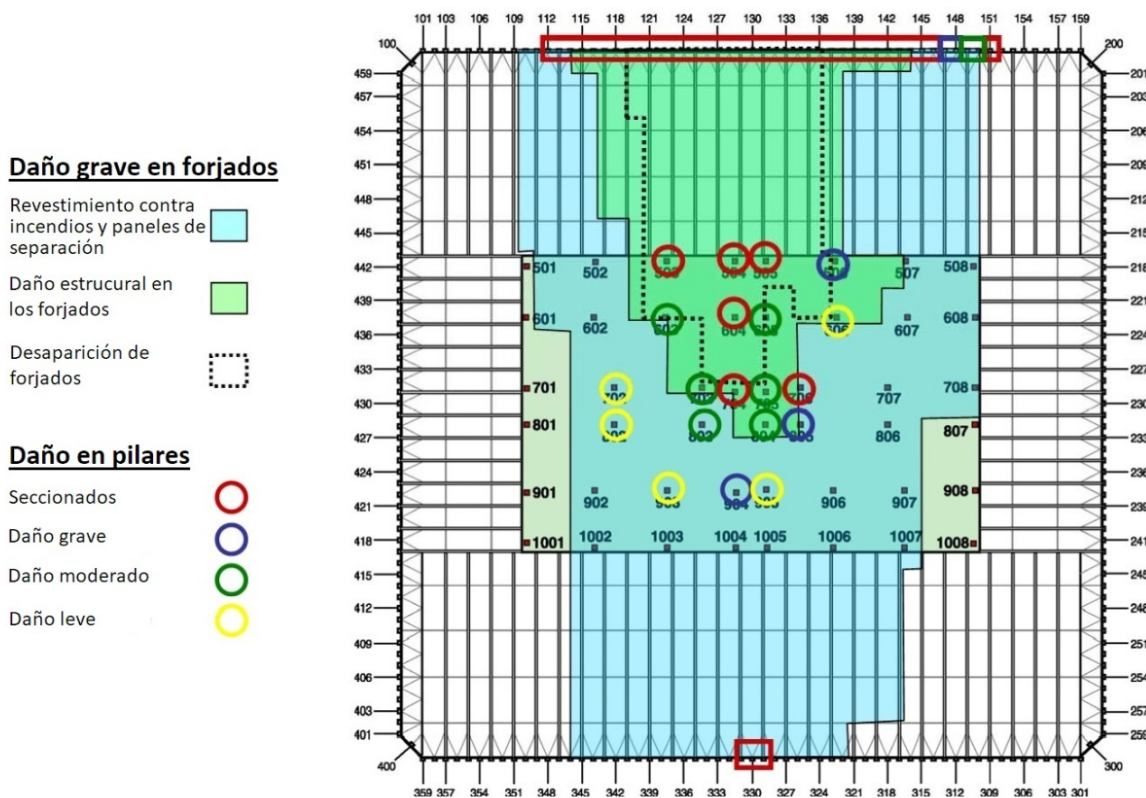 101 103 106 109 112 115 118 121 124 127 130 133 136 139 142 145 148 151 154 157 159
100
200
459
201
457
203
454
206
451
209
448
212
Daño grave en forjados
Revestimiento contra
incendios y paneles de
separación
445
215
Daño estrucural en
los forjados
442
218
501 502 507 508
439
221
Desaparición de
forjados
601 602 604 606 607 608
436
224
433
227
701 707 708
430
230
801 806 807
427
233
Daño en pilares
424
236
Seccionados
901 902 906 907 908
421
239
Daño grave
1001 1002 1003 1004 1005 1006 1007 1008
418
241
Daño moderado
415
245
Daño leve
412
248
409
251
406
254
403
257
401
259
400
300
359 357 354 351 348 345 342 339 336 333 330 327 324 321 318 315 312 309 306 303 301